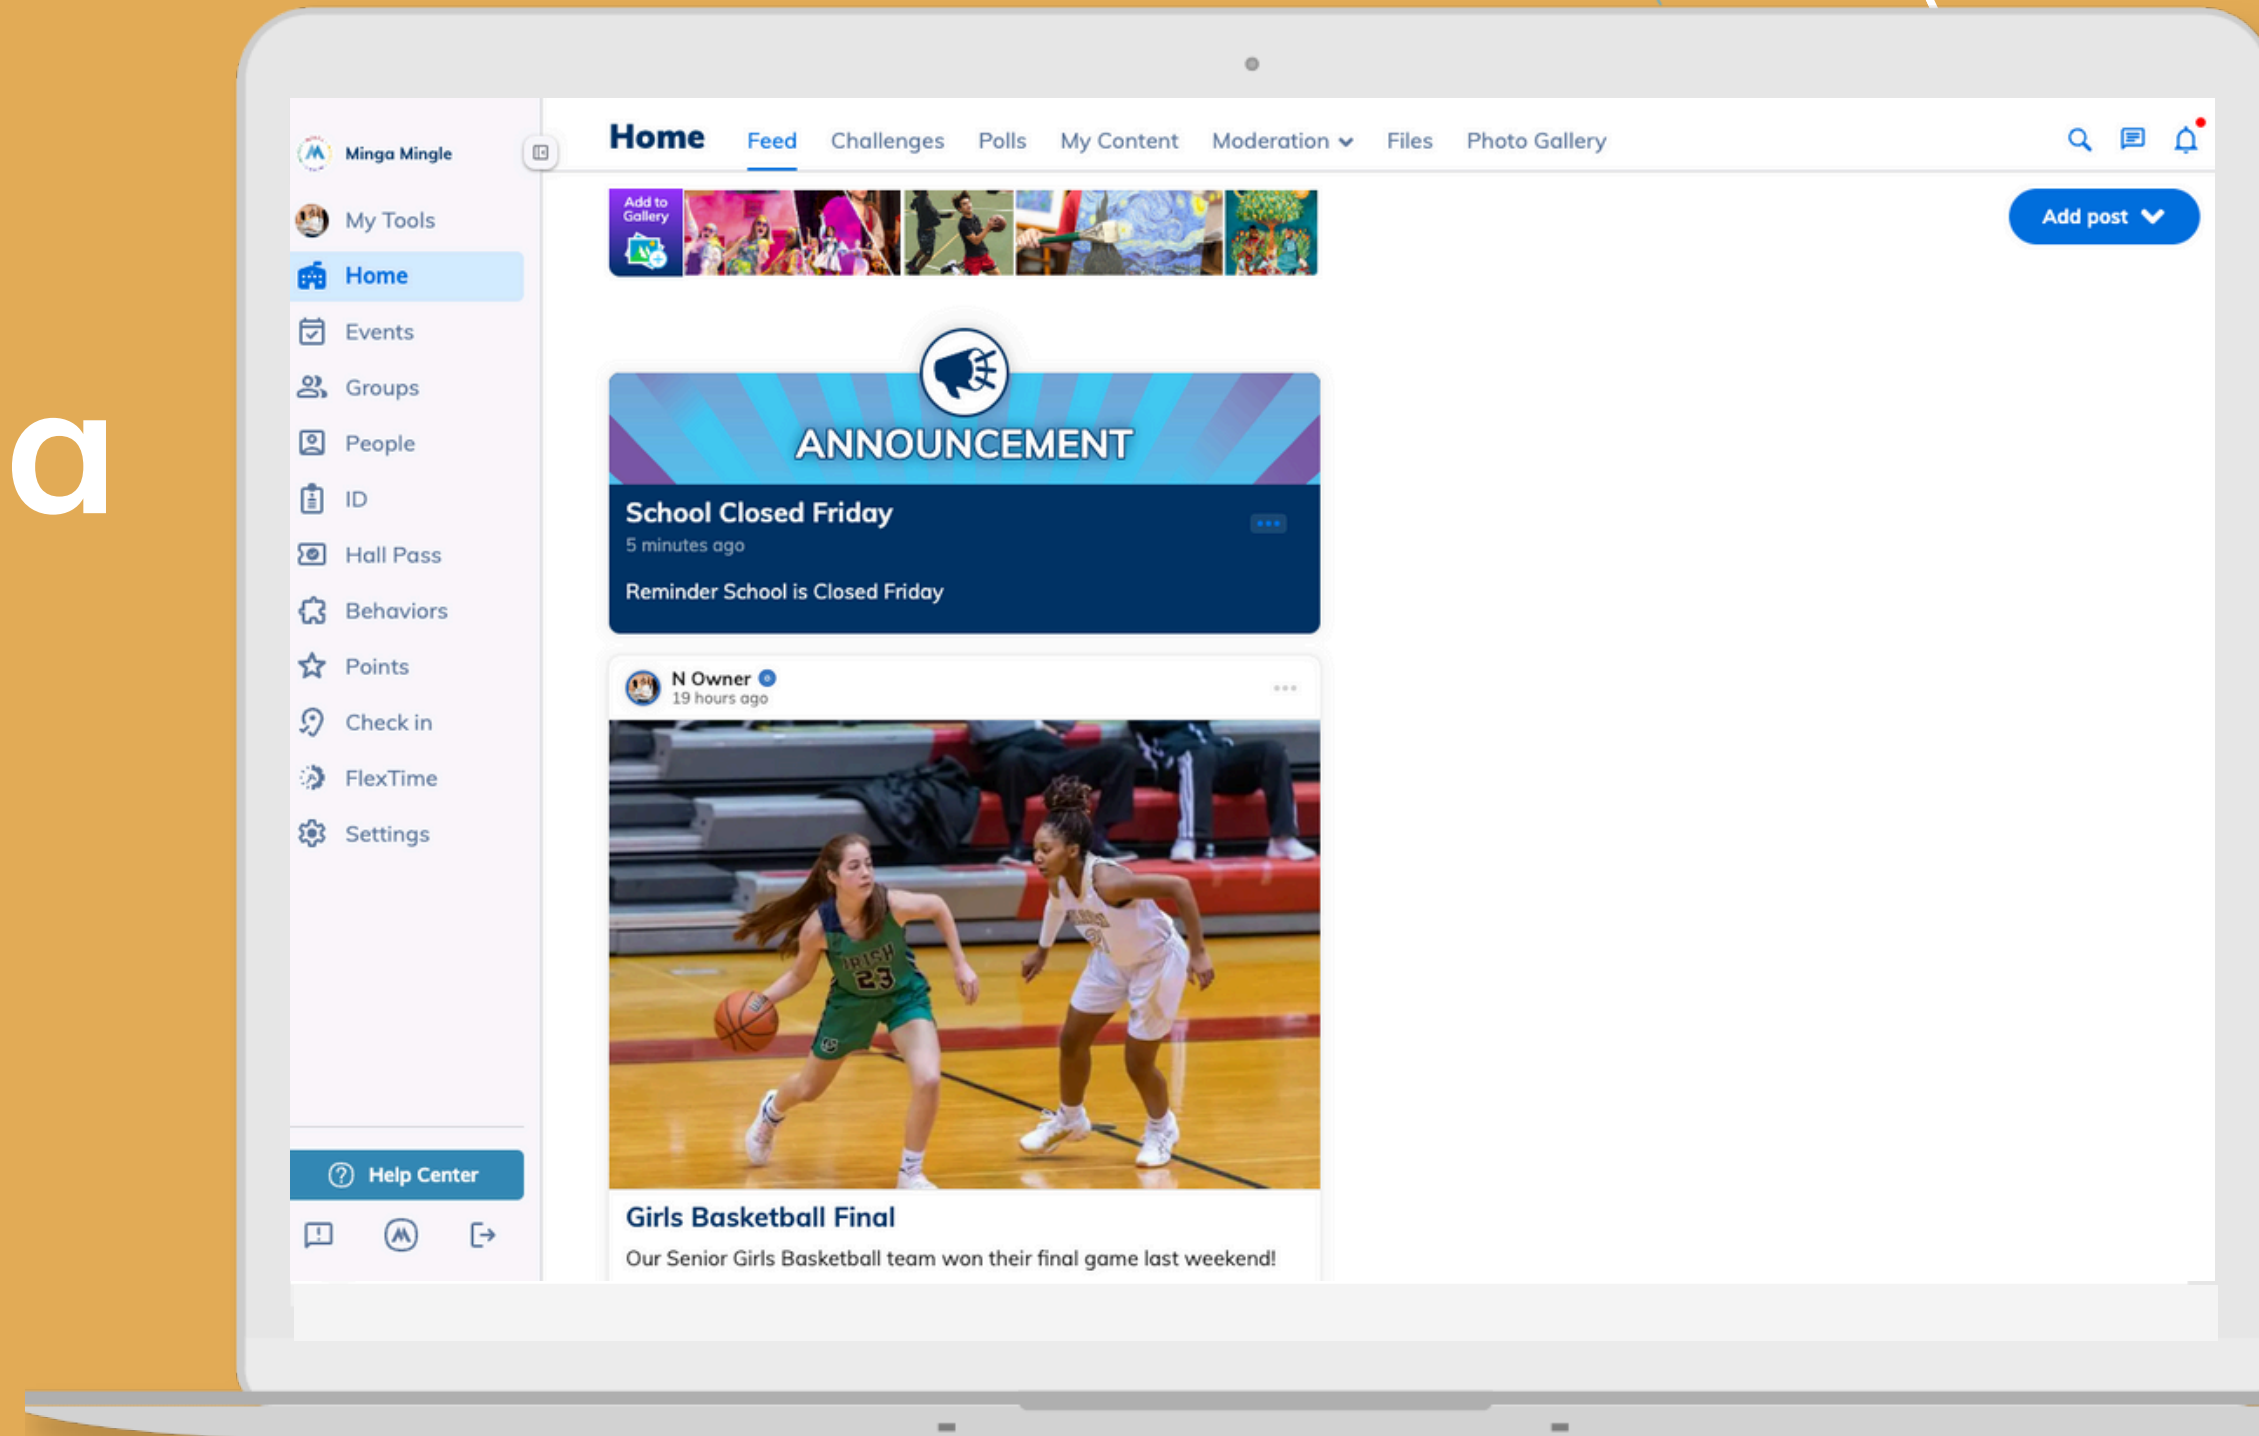 a
Minga Mingle
My Tools
Home
Events
Groups
People
ID
Hall Pass
Behaviors
Points
Check in
FlexTime
Settings
Help Center
Home Feed Challenges Polls My Content Moderation Files Photo Gallery
Add to
Gallery
Add post
ANNOUNCEMENT
School Closed Friday
5 minutes ago
Reminder School is Closed Friday
N Owner
19 hours ago
IRISH
23
Girls Basketball Final
Our Senior Girls Basketball team won their final game last weekend!